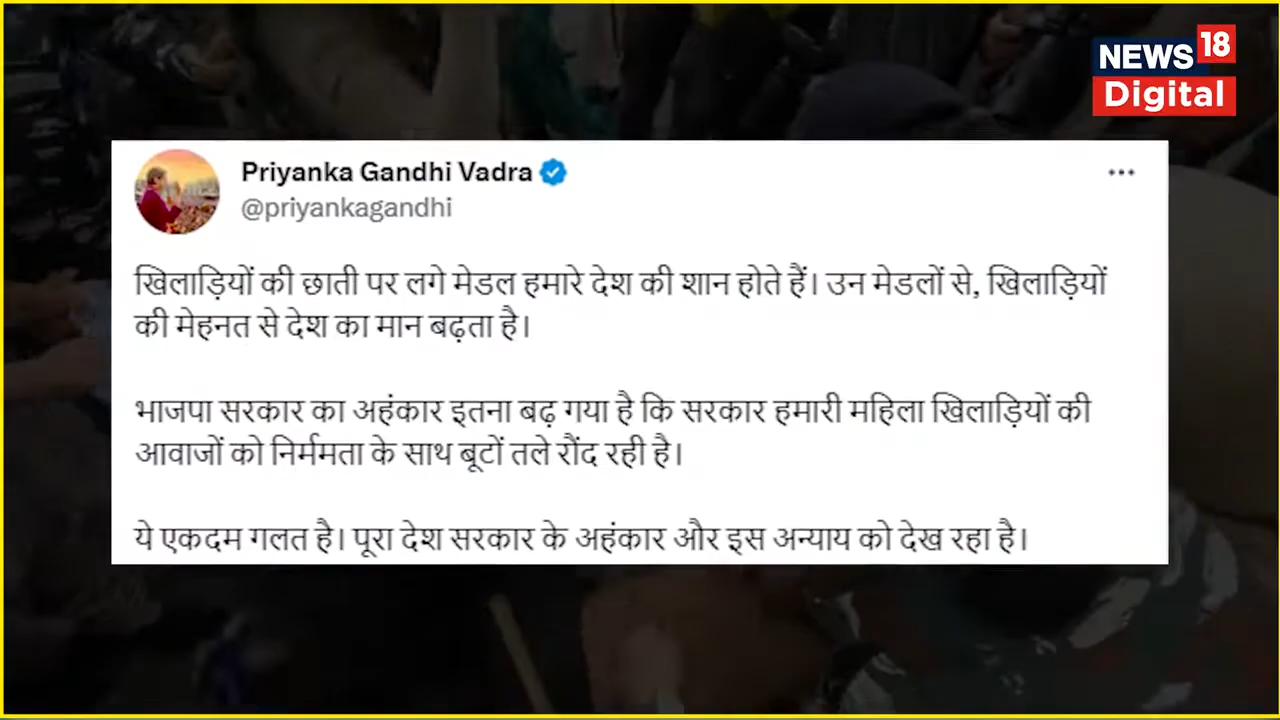 NEWS 18
Digital
Priyanka Gandhi Vadra
@priyankagandhi
खिलाड़ियों की छाती पर लगे मेडल हमारे देश की शान होते हैं। उन मेडलों से, खिलाड़ियों
की मेहनत से देश का मान बढ़ता है।
भाजपा सरकार का अहंकार इतना बढ़ गया है कि सरकार हमारी महिला खिलाड़ियों की
आवाजों को निर्ममता के साथ बूटों तले रौंद रही है।
ये एकदम गलत है। पूरा देश सरकार के अहंकार और इस अन्याय को देख रहा है।